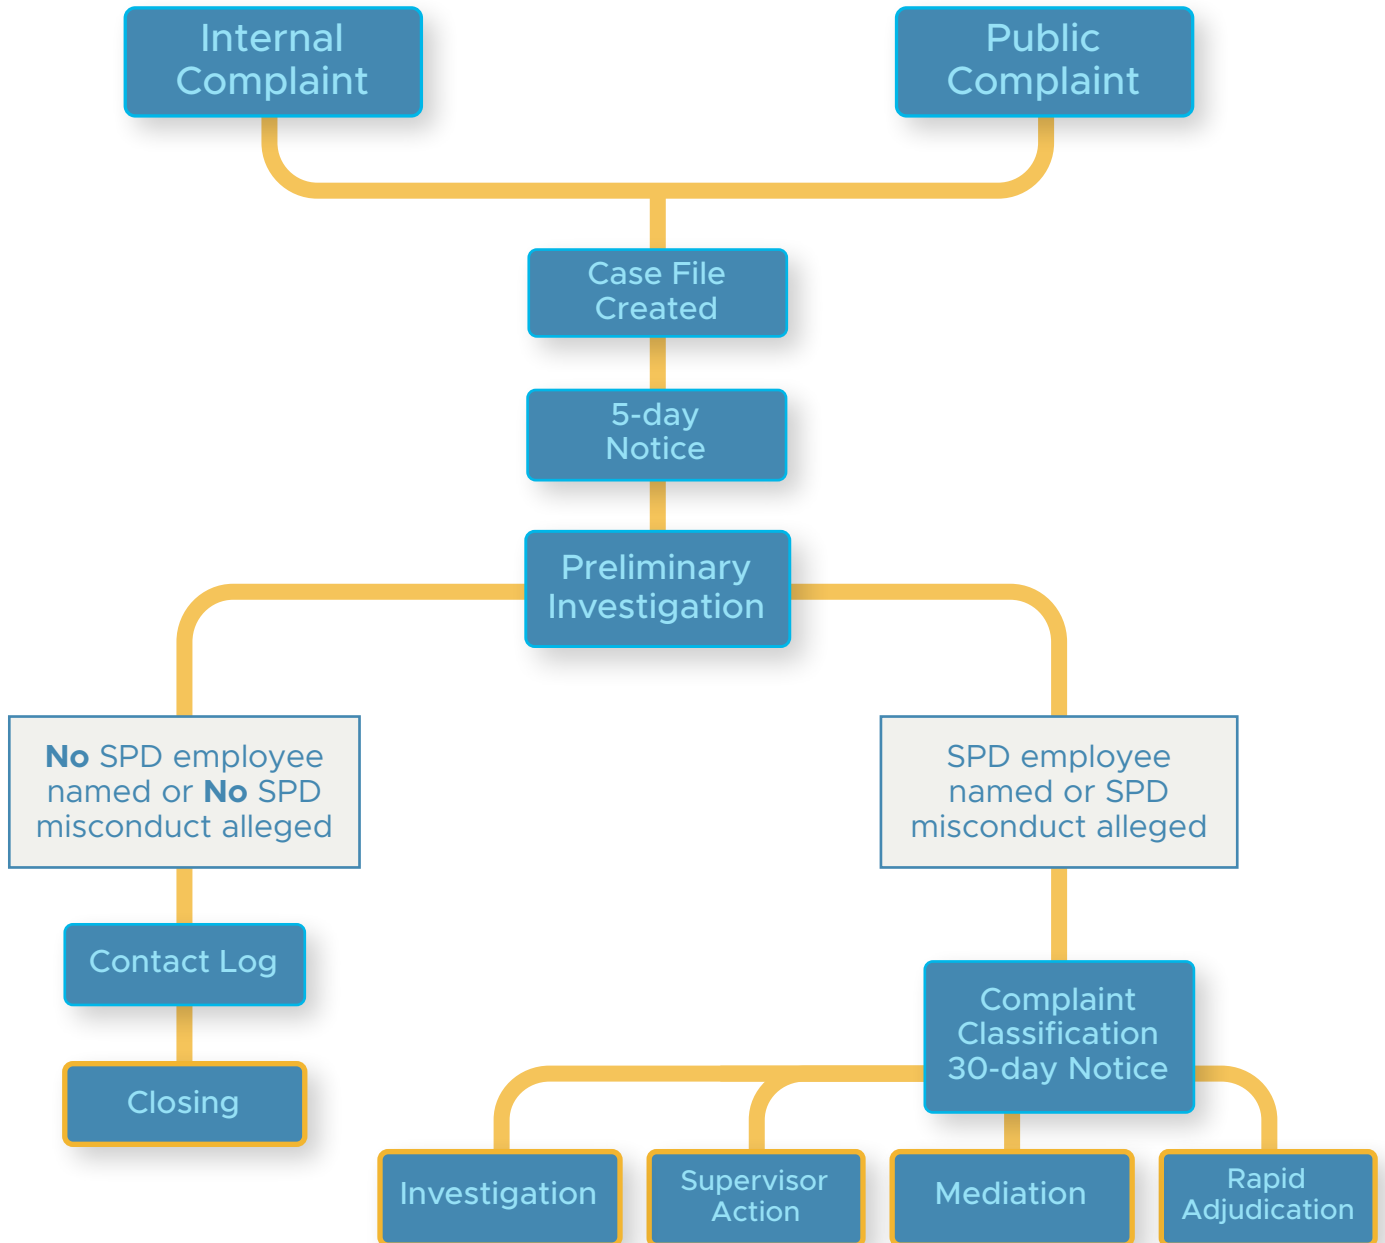 Internal
Complaint
Public
Complaint
Case File
Created
5-day
Notice
Preliminary
Investigation
No SPD employee
named or No SPD
misconduct alleged
SPD employee
named or SPD
misconduct alleged
Contact Log
Closing
Complaint
Classification
30-day Notice
Investigation
Supervisor
Action
Mediation
Rapid
Adjudication